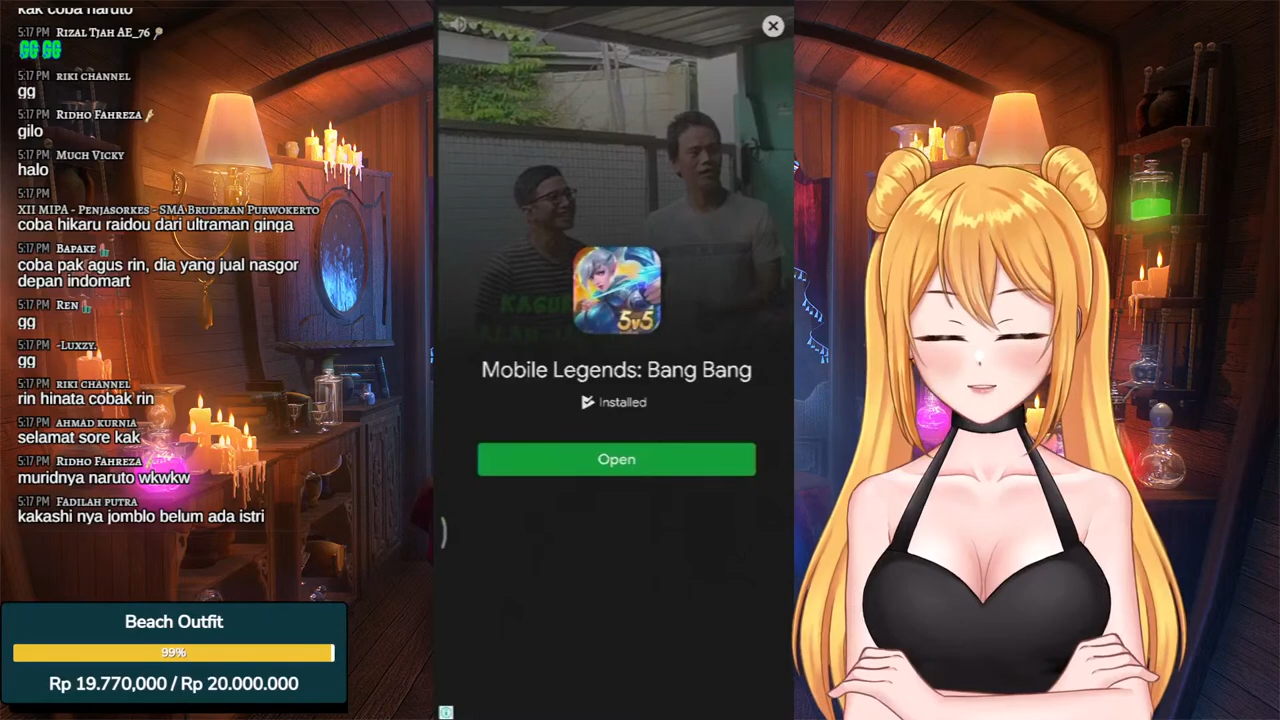 kak coba naruto
5:17 PM Rizal Tjah AE_76
GG GG
5:17 PM riki channel
gg
5:17 PM Ridho Fahreza
gilo
5:17 PM Much Vicky
halo
5:17 PM
XII MIPA - Penjasorkes - SMA Bruderan Purwokerto
coba hikaru raidou dari ultraman ginga
5:17 PM Bapake
coba pak agus rin, dia yang jual nasgor
depan indomart
5:17 PM Ren
gg
5:17 PM -Luxzy.
gg
5:17 PM riki channel
rin hinata cobak rin
5:17 PM ahmad kurnia
selamat sore kak
5:17 PM Ridho Fahreza
muridnya naruto wkwkw
5:17 PM Fadilah putra
kakashi nya jomblo belum ada istri
Beach Outfit
99%
Rp 19.770,000 / Rp 20.000.000
5v5
Mobile Legends: Bang Bang
Installed
Open